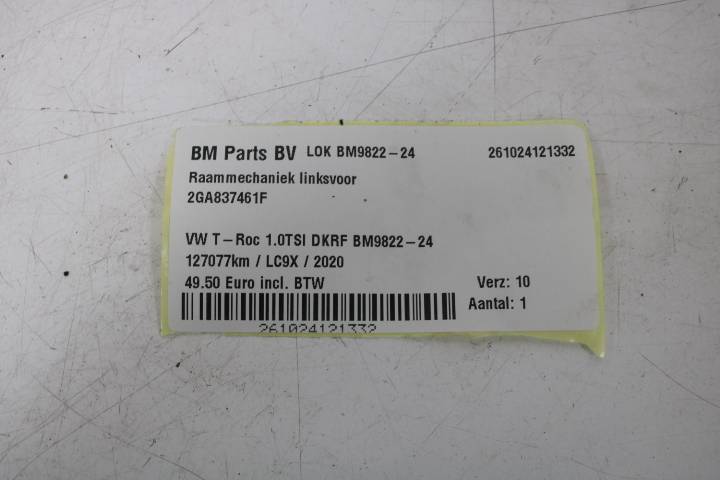 BM Parts BV LOK BM9822-24 261024121332
Raammechaniek linksvoor
2GA837461F
VW T-Roc 1.0TSI DKRF BM9822-24
127077km / LC9X / 2020
49.50 Euro incl. BTW Verz: 10
Aantal: 1
261024121332